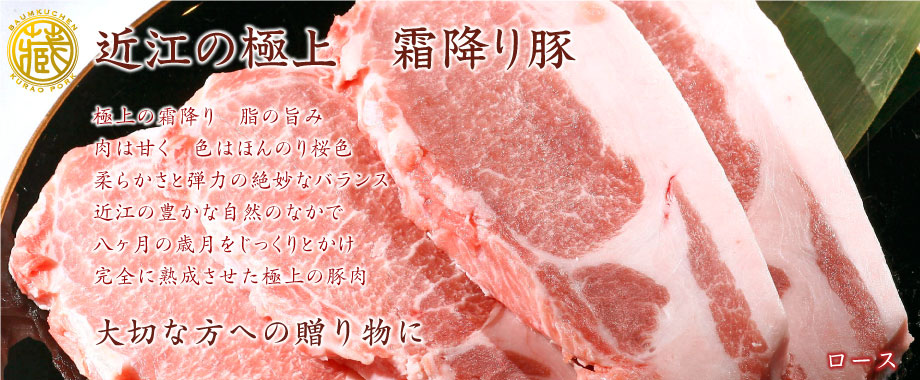 BAUMKUCHEN
藏
KURAO PORK
近江の極上　霜降り豚
極上の霜降り　脂の旨み
肉は甘く　色はほんのり桜色
柔らかさと弾力の絶妙なバランス
近江の豊かな自然のなかで
八ヶ月の歳月をじっくりとかけ
完全に熟成させた極上の豚肉
大切な方への贈り物に
ロース